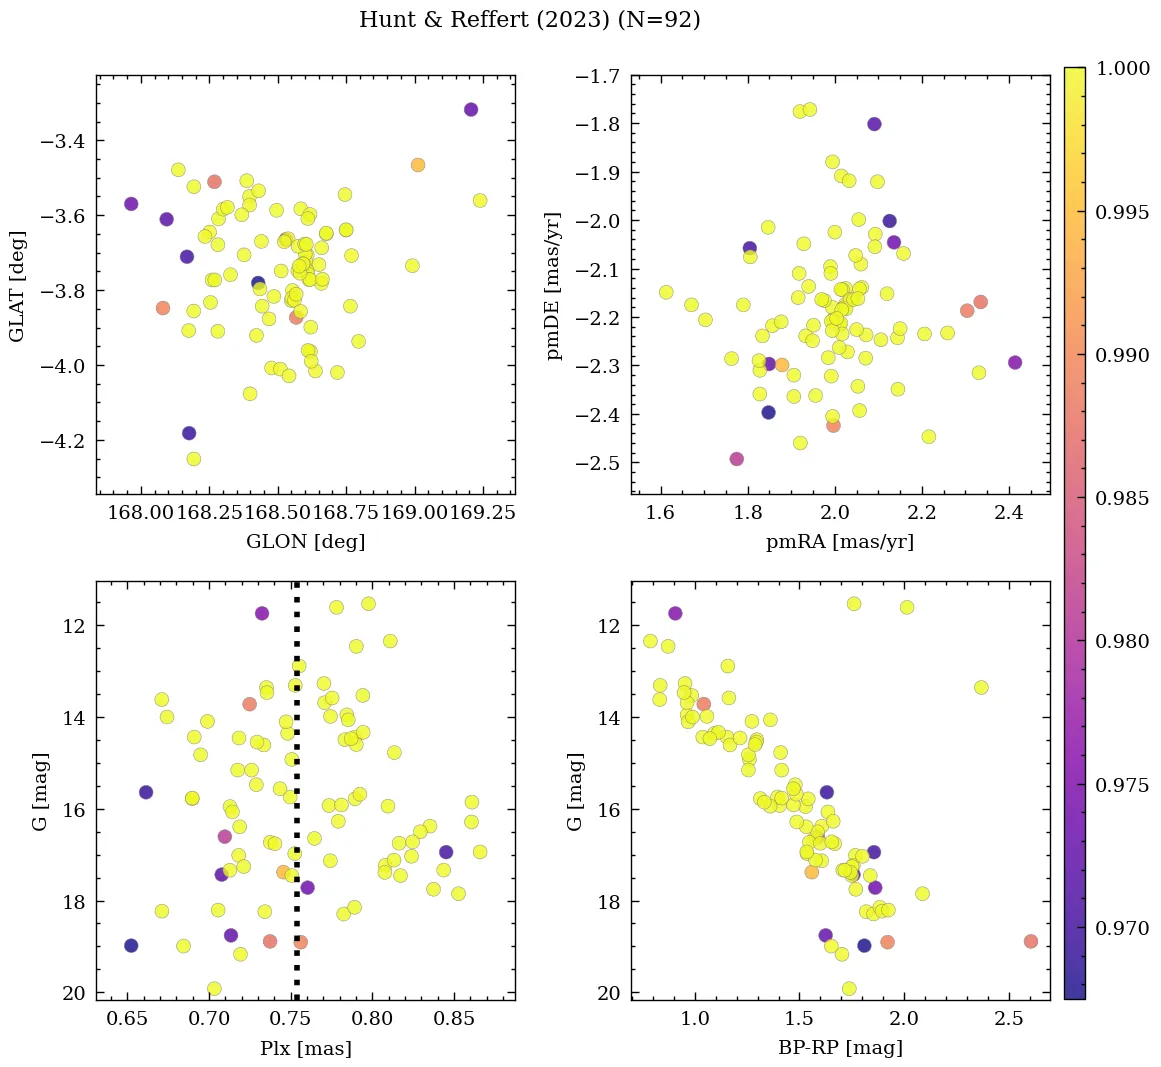 Hunt & Reffert (2023) (N=92)
−3.4
−3.6
−3.8
−4.0
−4.2
GLAT [deg]
168.00 168.25 168.50 168.75 169.00 169.25
GLON [deg]
−1.7
−1.8
−1.9
−2.0
−2.1
−2.2
−2.3
−2.4
−2.5
pmDE [mas/yr]
1.6 1.8 2.0 2.2 2.4
pmRA [mas/yr]
1.000
0.995
0.990
0.985
0.980
0.975
0.970
12
14
16
18
20
G [mag]
0.65 0.70 0.75 0.80 0.85
Plx [mas]
12
14
16
18
20
G [mag]
1.0 1.5 2.0 2.5
BP-RP [mag]